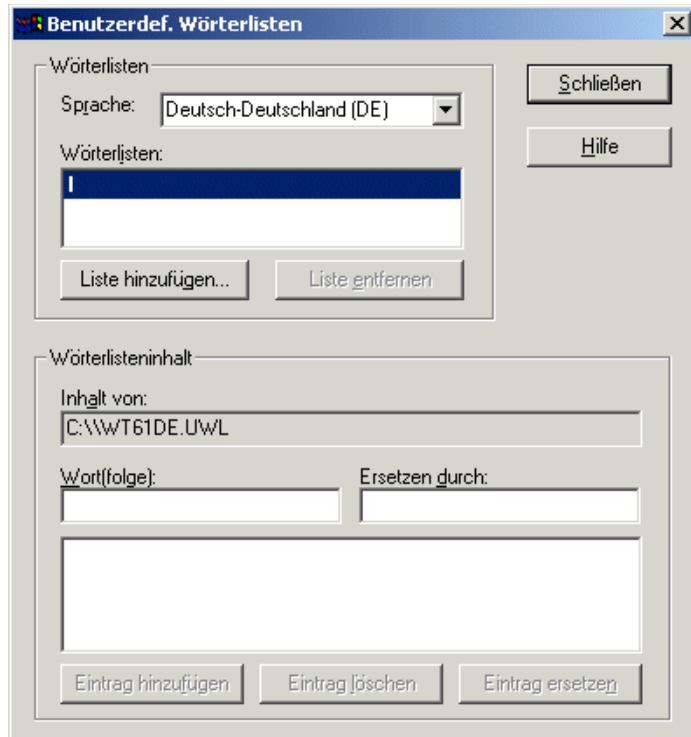 Benutzerdef. Wörterlisten
Wörterlisten
Sprache: Deutsch-Deutschland (DE)
Schließen
Wörterlisten:
Hilfe
Liste hinzufügen... Liste entfernen
Wörterlisteninhalt
Inhalt von:
C:\\WT61DE.UWL
Wort(folge): Ersetzen durch:
Eintrag hinzufügen Eintrag löschen Eintrag ersetzen